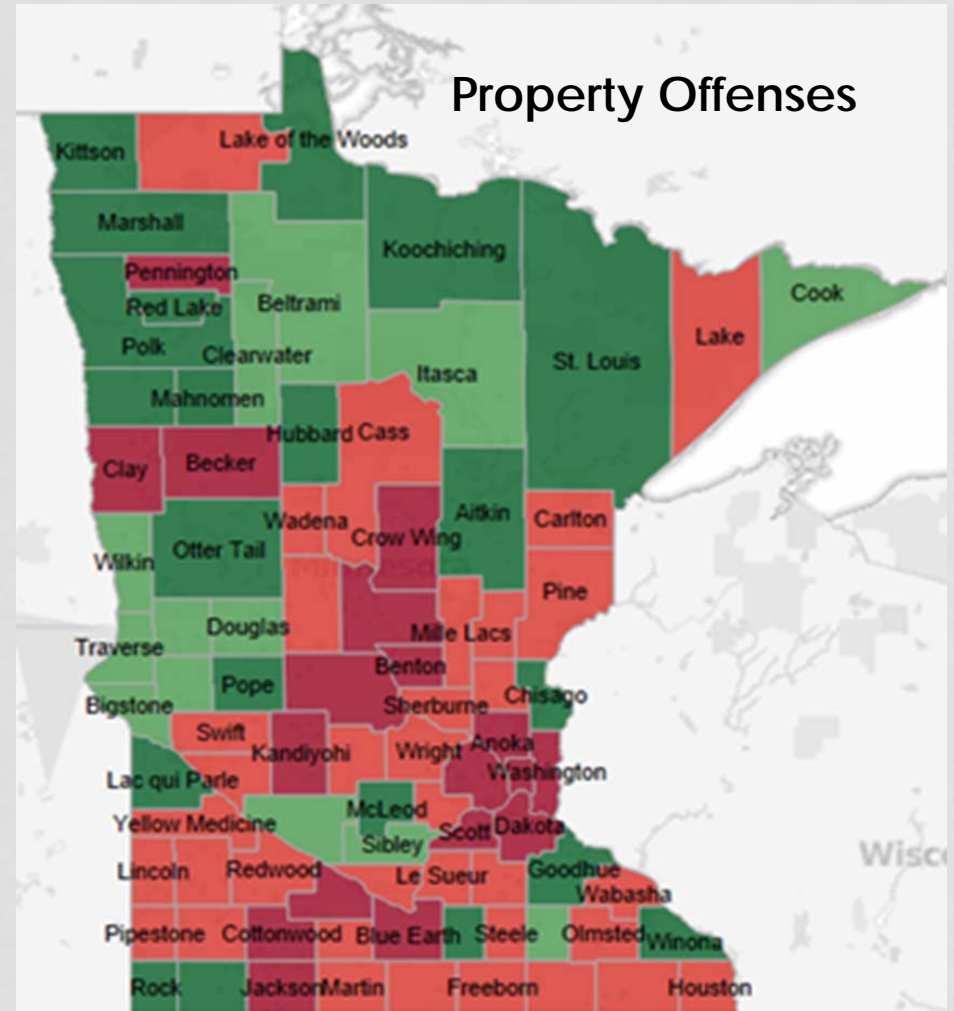 Property Offenses
Lake of the Woods
Kittson
Marshall
Koochiching
Pennington
Cook
Beltrami
Red Lake
Lake
Polk
Clearwater
St. Louis
Itasca
Mahnomen
Hubbard
Cass
Becker
Clay
Aitkin
Carlton
Wadena
Crow Wing
Otter Tail
Wilkin
Pine
Douglas
Mille Lacs
Traverse
Benton
Pope
Chisago
Bigstone
Sherburne
Swift
Anoka
Kandiyohi
Wright
Washington
Lac qui Parle
McLeod
Yellow Medicine
Dakota
Scott
Sibley
Wisc
Redwood
Lincoln
Goodhue
Le Sueur
Wabasha
Pipestone
Cottonwood
Blue Earth
Steele
Olmsted
Winona
Rock
Jackson
Martin
Freeborn
Houston